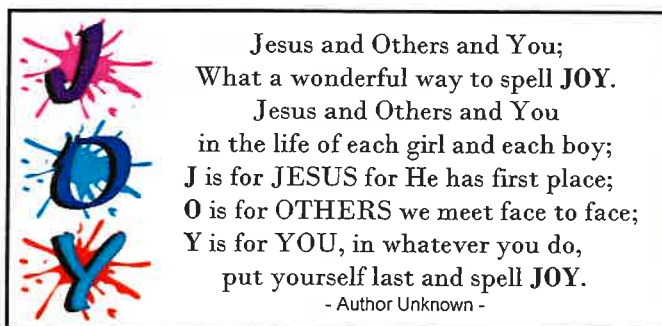 J
O
Y
Jesus and Others and You;
What a wonderful way to spell JOY.
Jesus and Others and You
in the life of each girl and each boy;
J is for JESUS for He has first place;
O is for OTHERS we meet face to face;
Y is for YOU, in whatever you do,
put yourself last and spell JOY.
- Author Unknown -